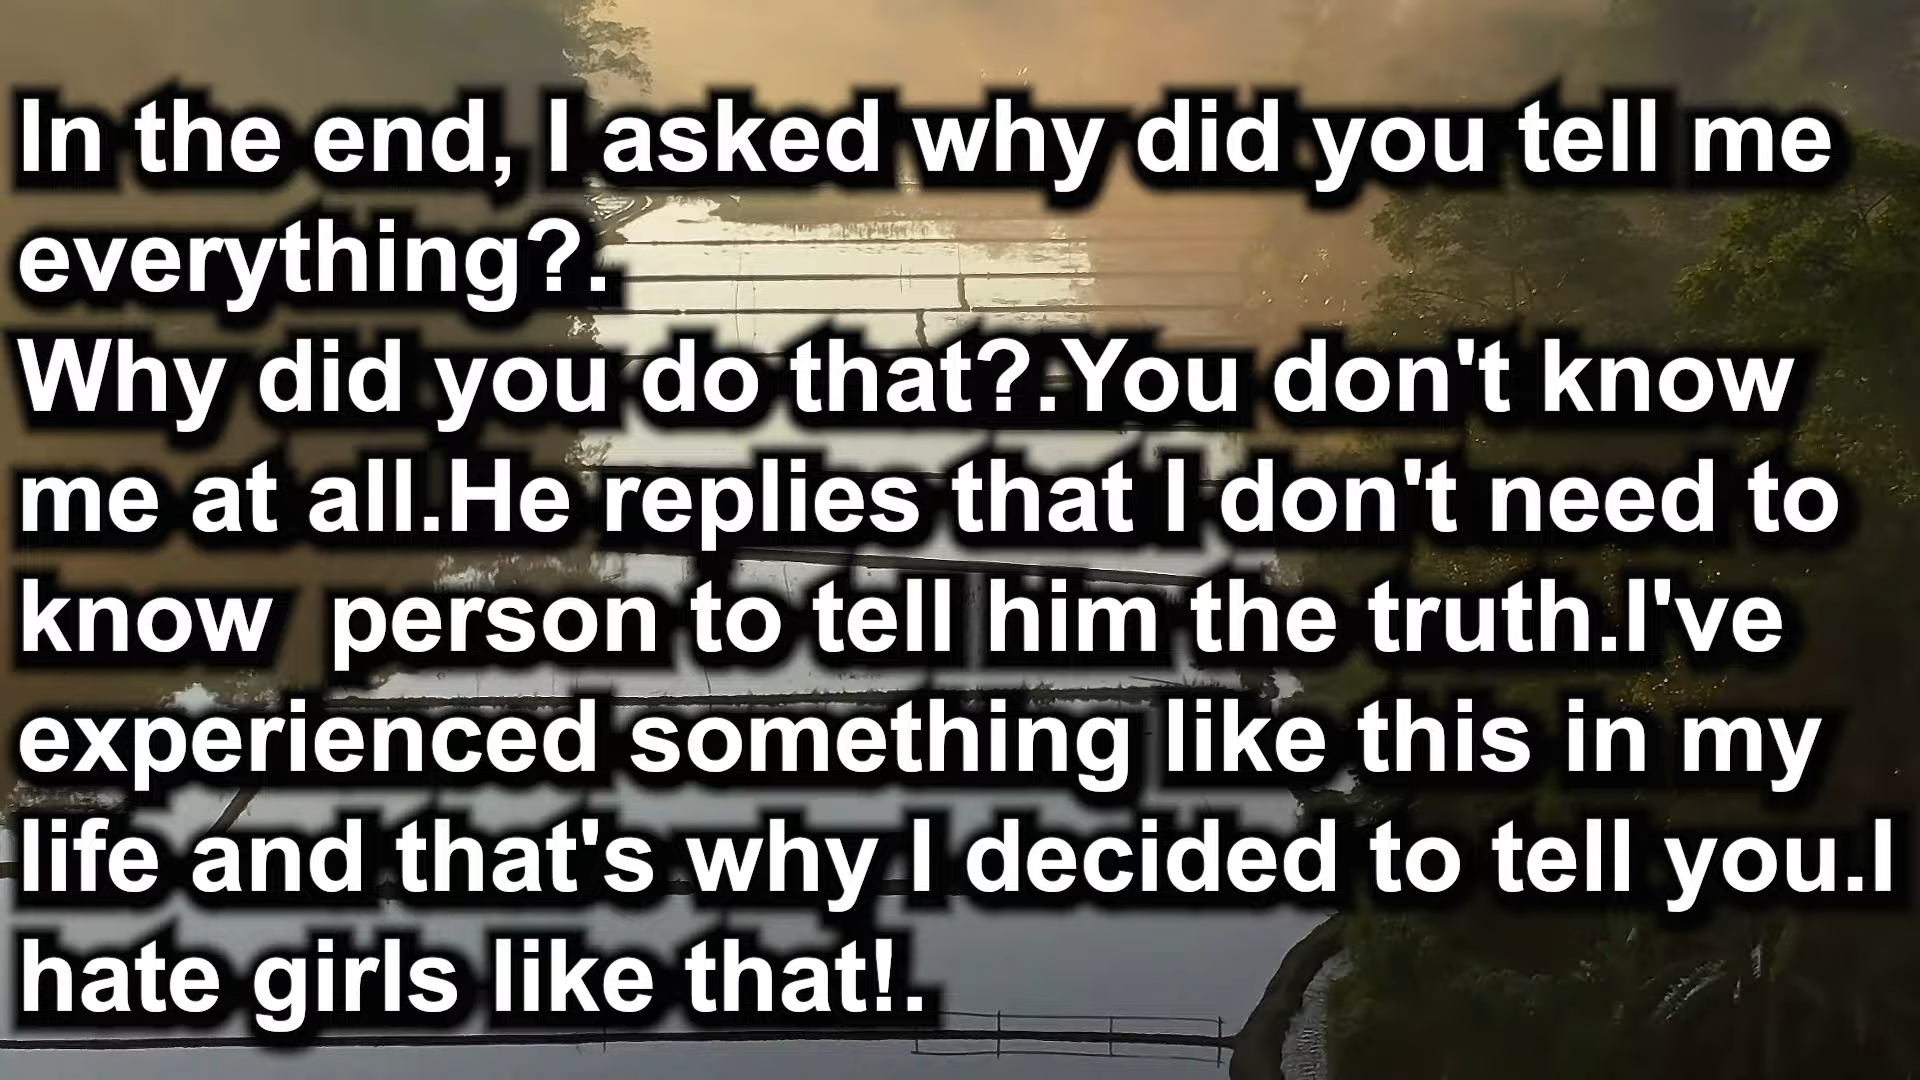 In the end, I asked why did you tell me
everything?.
Why did you do that?.You don't know
me at all.He replies that I don't need to
know  person to tell him the truth.I've
experienced something like this in my
life and that's why I decided to tell you.I
hate girls like that!.